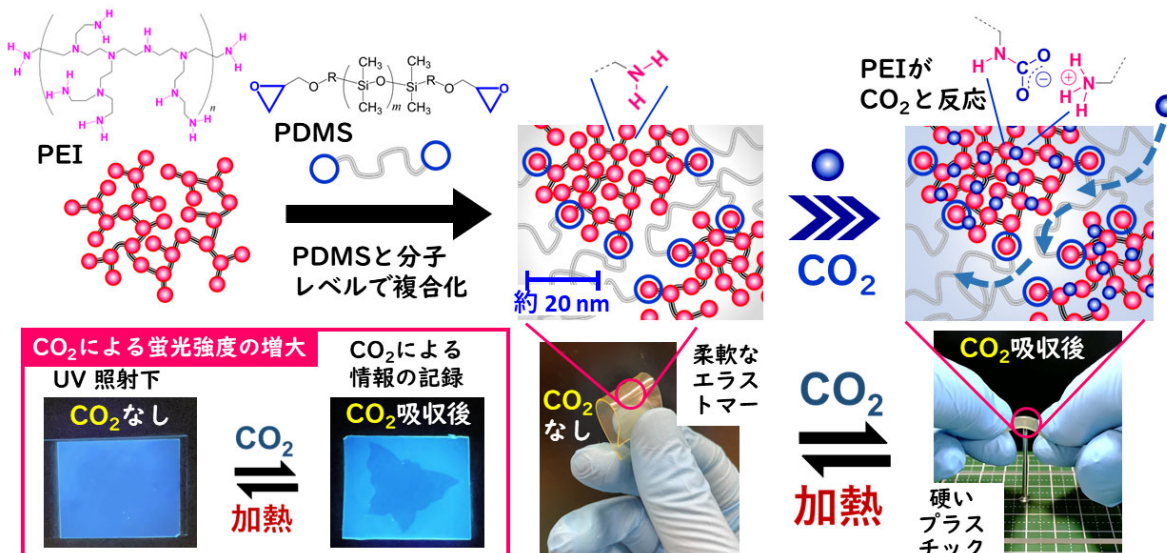 PEI
PDMS
PDMSと分子
レベルで複合化
約 20 nm
CO₂
PEIが
CO₂と反応
CO₂による蛍光強度の増大
UV 照射下
CO₂なし
CO₂
加熱
CO₂による
情報の記録
CO₂吸収後
CO₂
なし
柔軟な
エラス
トマー
CO₂
加熱
CO₂吸収後
硬い
プラス
チック